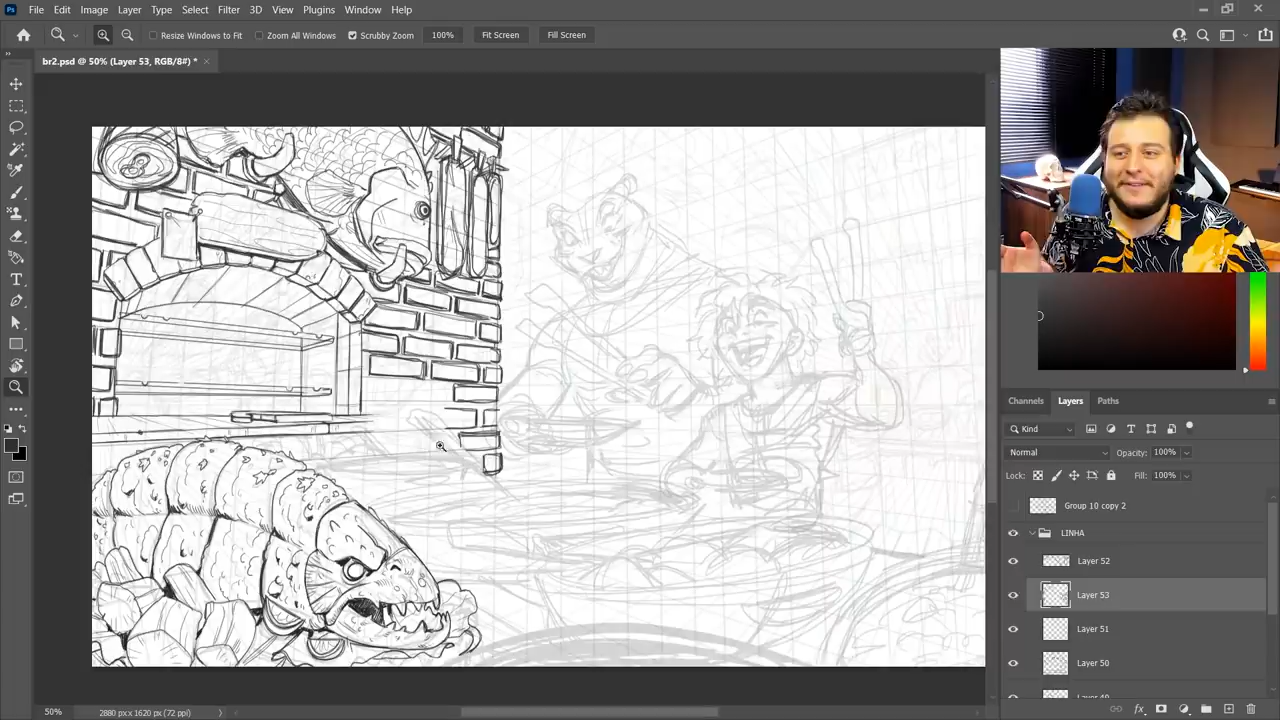 File Edit Image Layer Type Select Filter 3D View Plugins Window Help
Resize Windows to Fit Zoom All Windows Scrubby Zoom 100% Fit Screen Fill Screen
br2.psd @ 50% (Layer 53, RGB/8#) *
Channels Layers Paths
Kind
Normal Opacity: 100%
Lock: Fill: 100%
Group 10 copy 2
LINHA
Layer 52
Layer 53
Layer 51
Layer 50
Layer 49
50% 2880 px x 1620 px (72 ppi)